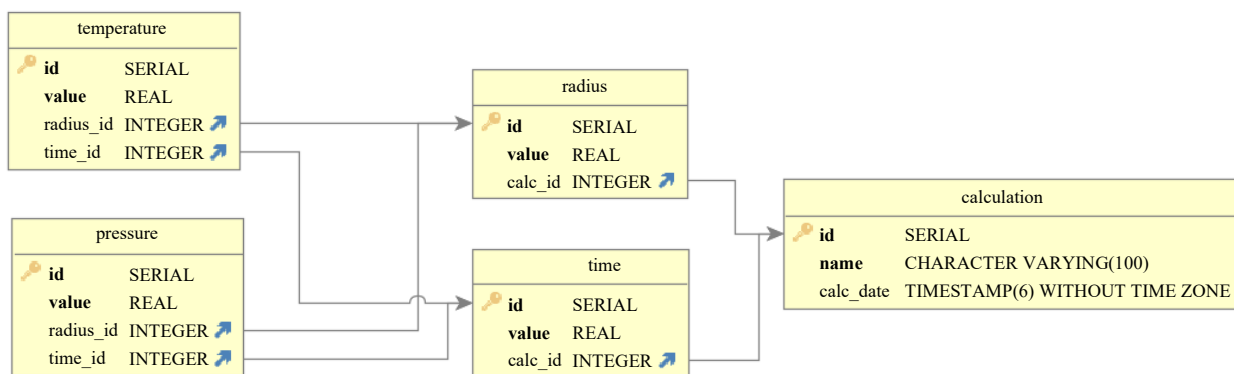 temperature
id SERIAL
value REAL
radius_id INTEGER
time_id INTEGER
pressure
id SERIAL
value REAL
radius_id INTEGER
time_id INTEGER
radius
id SERIAL
value REAL
calc_id INTEGER
time
id SERIAL
value REAL
calc_id INTEGER
calculation
id SERIAL
name CHARACTER VARYING(100)
calc_date TIMESTAMP(6) WITHOUT TIME ZONE